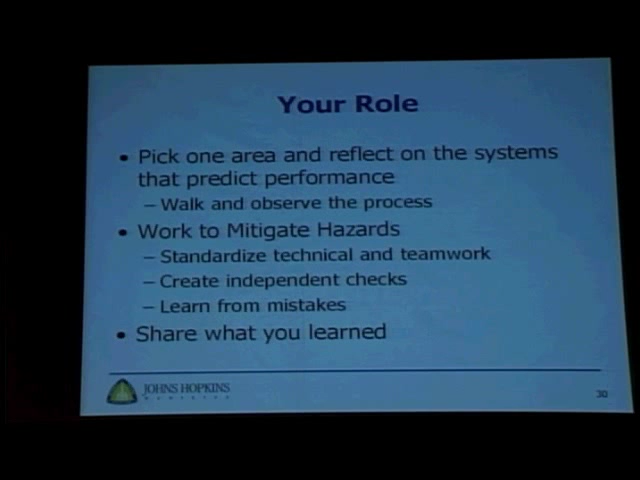 Your Role
• Pick one area and reflect on the systems
that predict performance
– Walk and observe the process
• Work to Mitigate Hazards
– Standardize technical and teamwork
– Create independent checks
– Learn from mistakes
• Share what you learned
JOHNS HOPKINS
30